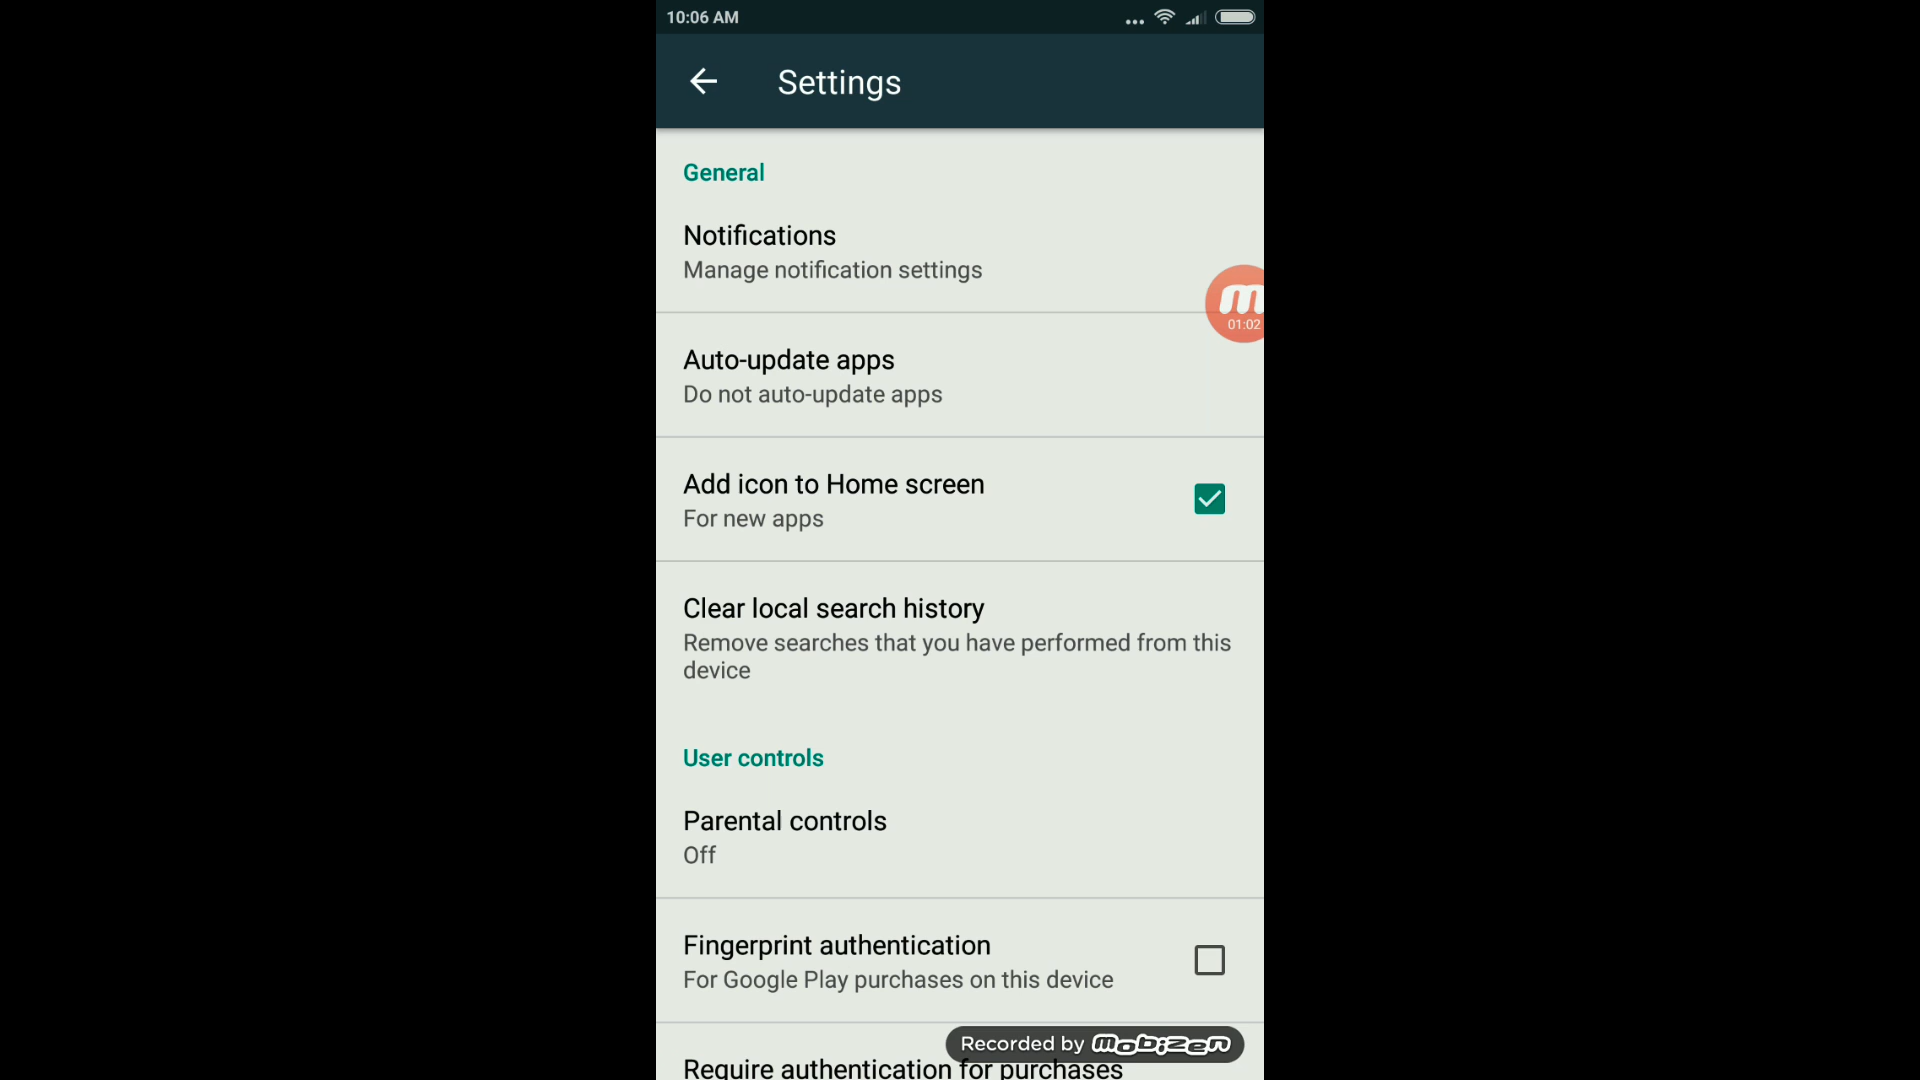 10:06 AM
Settings
General
Notifications
Manage notification settings
01:02
Auto-update apps
Do not auto-update apps
Add icon to Home screen
For new apps
Clear local search history
Remove searches that you have performed from this
device
User controls
Parental controls
Off
Fingerprint authentication
For Google Play purchases on this device
Recorded by mobizen
Require authentication for purchases